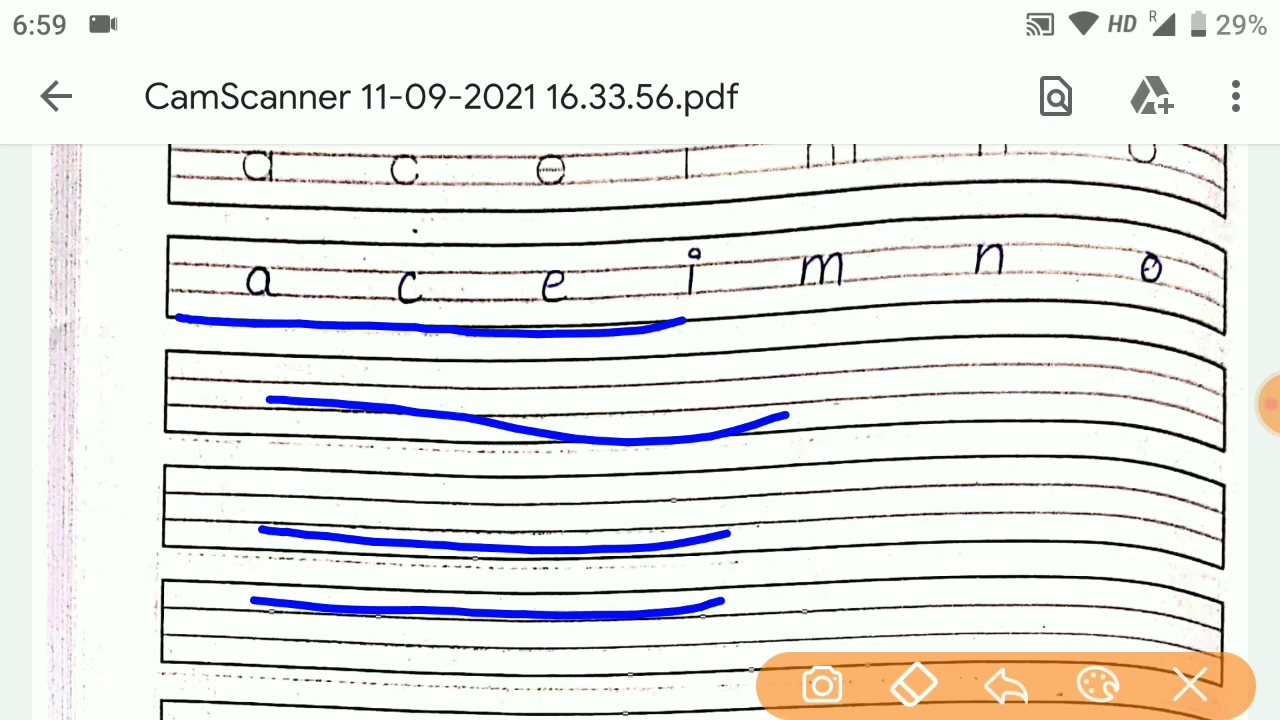 6:59 HD R 29%
CamScanner 11-09-2021 16.33.56.pdf
a c e i m n o
a c e i m n o